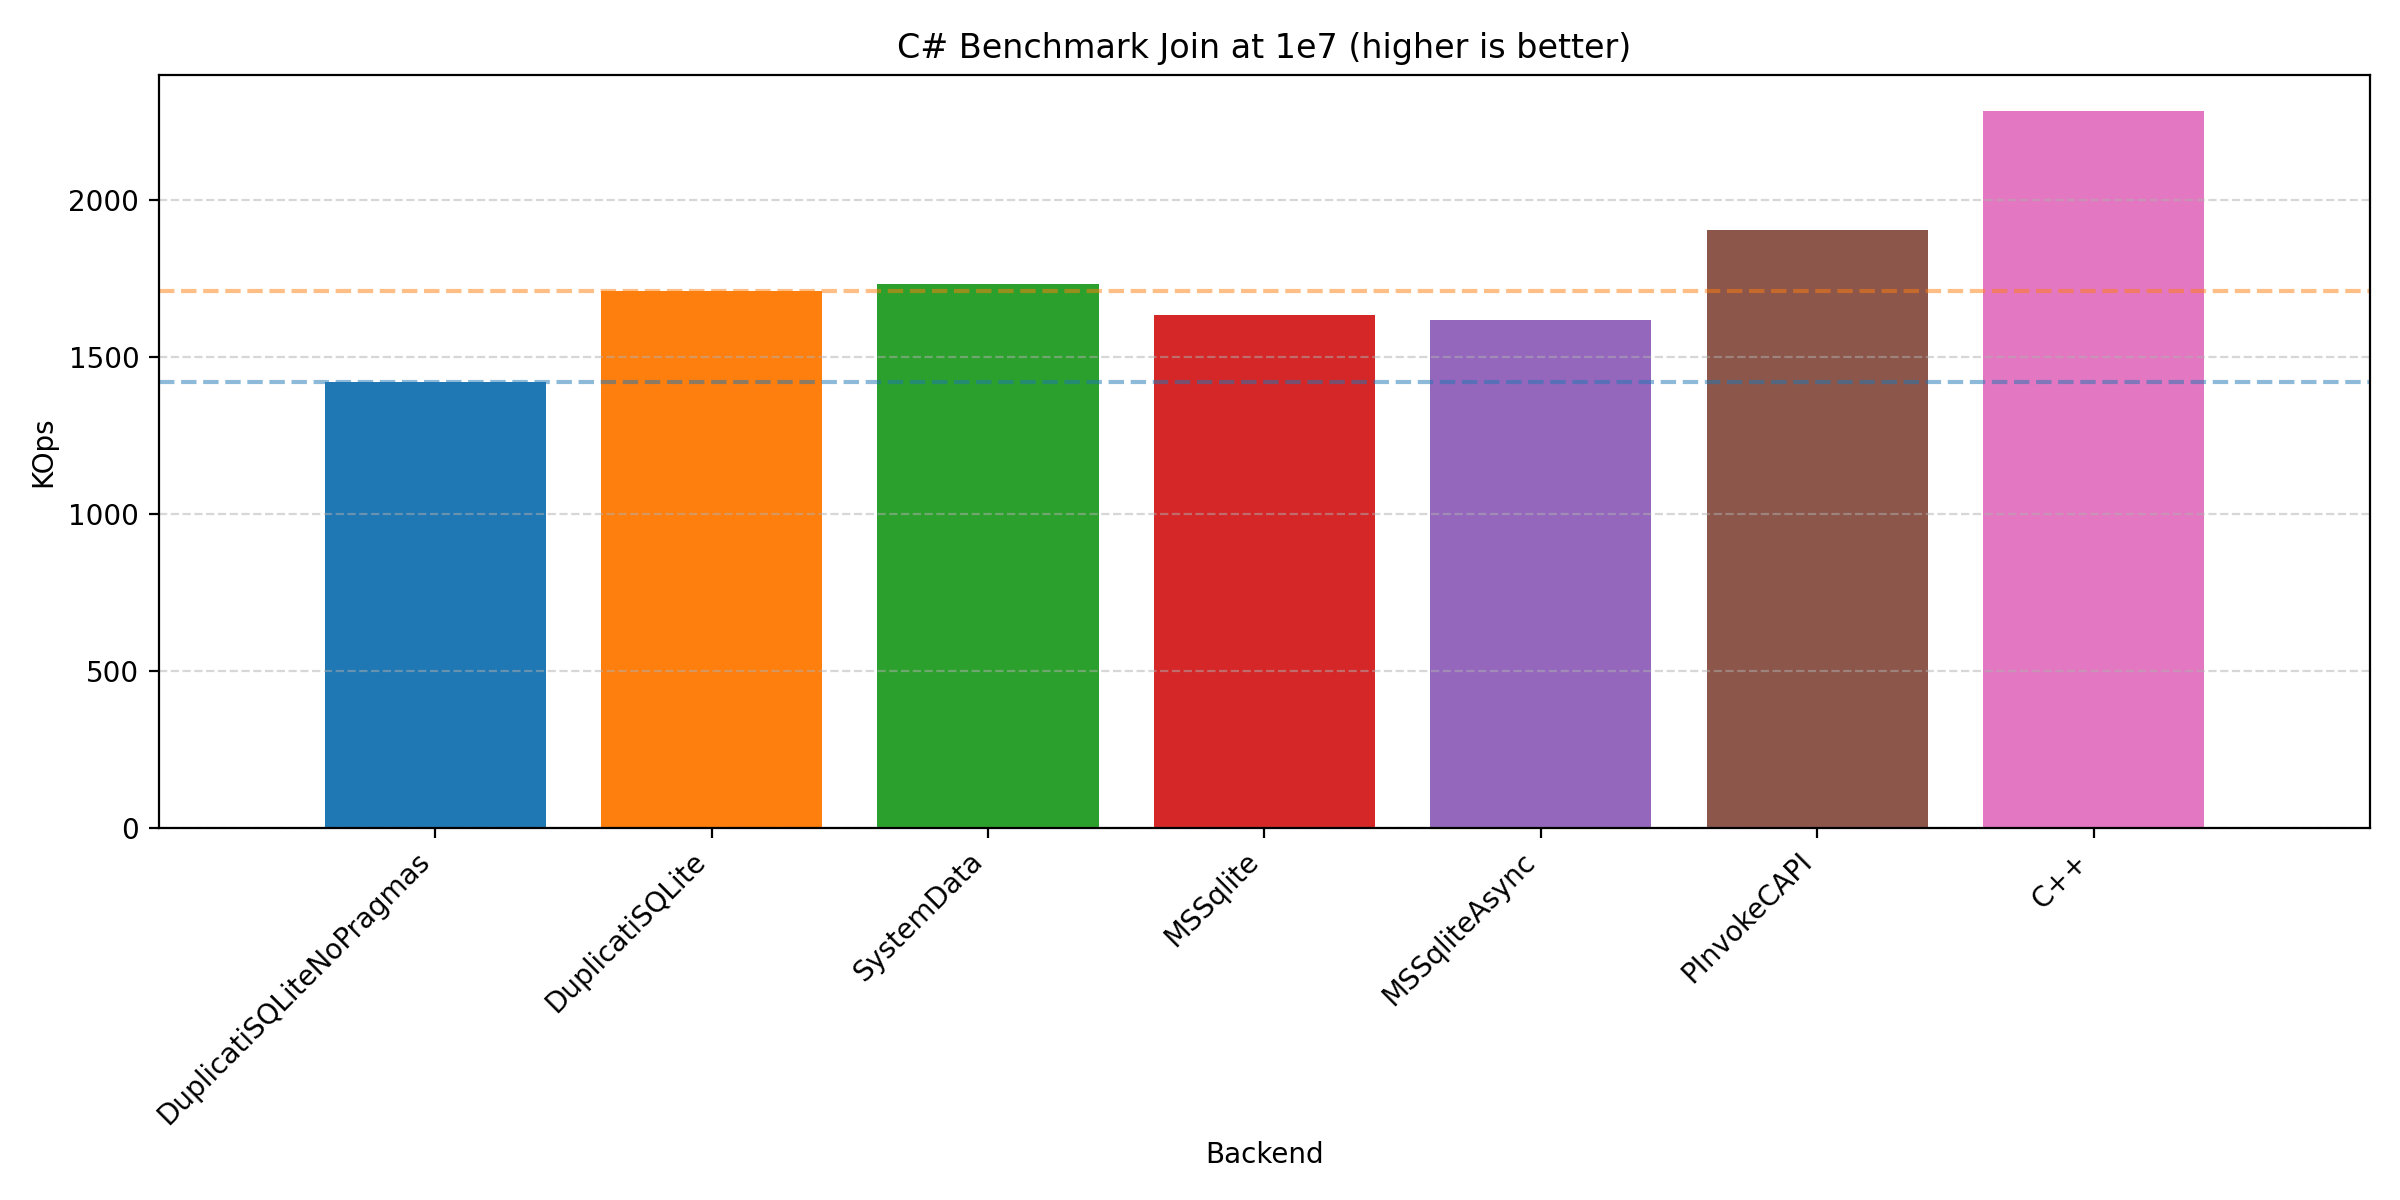 C# Benchmark Join at 1e7 (higher is better)
KOps
2000
1500
1000
500
0
DuplicatiSQLiteNoPragmas
DuplicatiSQLite
SystemData
MSSqlite
MSSqliteAsync
PInvokeCAPI
C++
Backend